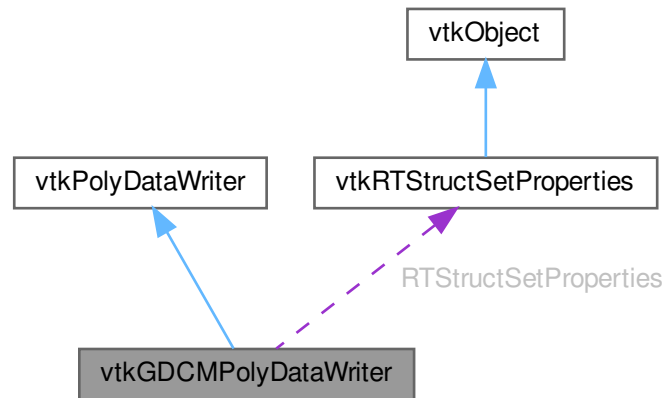 vtkObject
vtkPolyDataWriter
vtkRTStructSetProperties
RTStructSetProperties
vtkGDCMPolyDataWriter